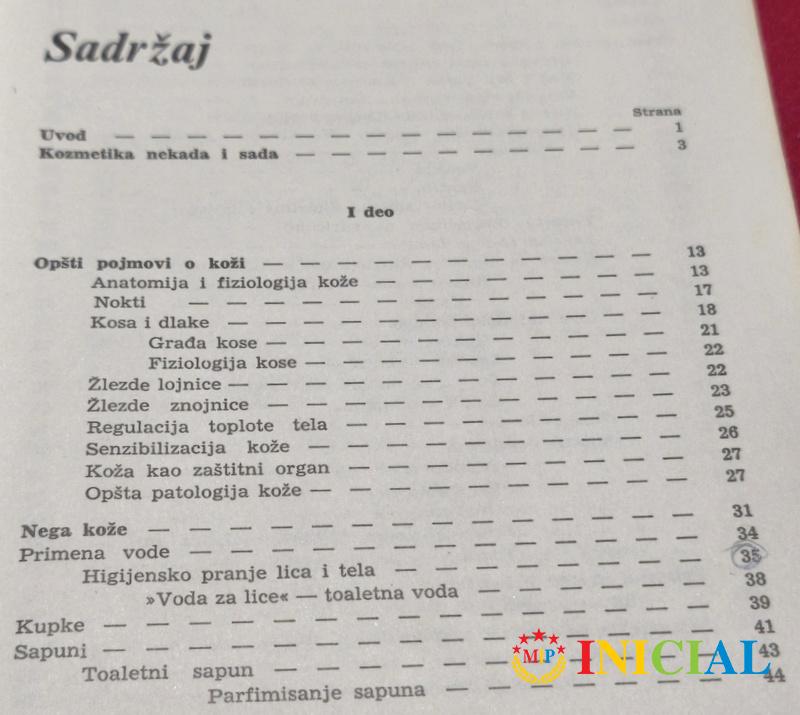 Sadržaj
Strana
Uvod — — — — — — — — — — — — — 1
Kozmetika nekada i sada — — — — — — — — — — 3
I deo
Opšti pojmovi o koži — — — — — — — — — — — 13
Anatomija i fiziologija kože — — — — — — — — 13
Nokti — — — — — — — — — — — — — 17
Kosa i dlake — — — — — — — — — — — — 18
Građa kose — — — — — — — — — — 21
Fiziologija kose — — — — — — — — — 22
Žlezde lojnice — — — — — — — — — — — — 22
Žlezde znojnice — — — — — — — — — — — 23
Regulacija toplote tela — — — — — — — — — 25
Senzibilizacija kože — — — — — — — — — — 26
Koža kao zaštitni organ — — — — — — — — — 27
Opšta patologija kože — — — — — — — — — — 27
Nega kože — — — — — — — — — — — — — — 31
Primena vode — — — — — — — — — — — — — 34
Higijensko pranje lica i tela — — — — — — — — 35
»Voda za lice« — toaletna voda — — — — — — 38
Kupke — — — — — — — — — — — — — — — 39
Sapuni — — — — — — — — — — — — — — — 41
Toaletni sapun — — — — — — — — — — — 43
Parfimisanje sapuna — — — — — — — 44
MIP INICIAL